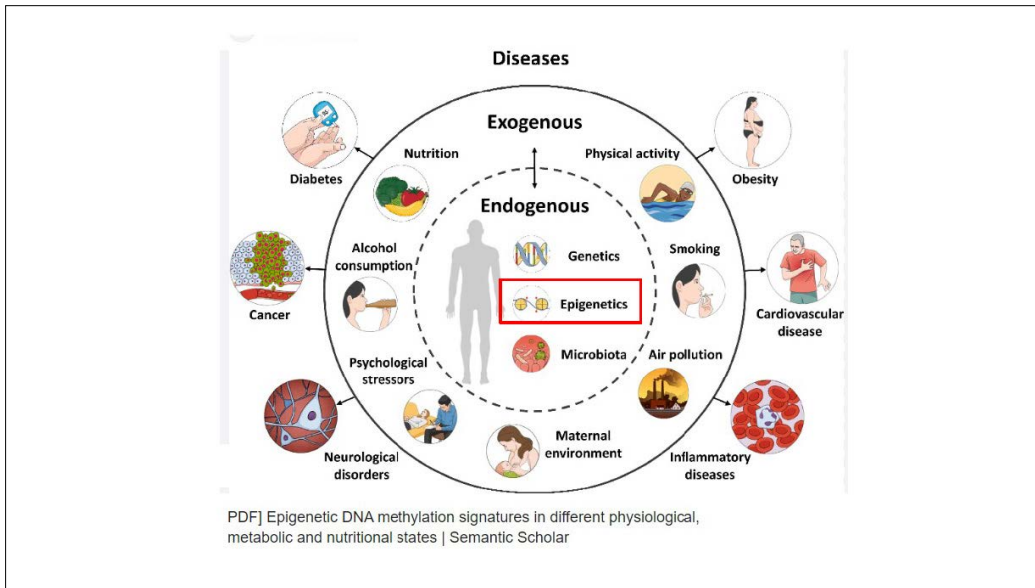 Diseases
Exogenous
Nutrition
Physical activity
Diabetes
Obesity
Endogenous
Alcohol
consumption
Genetics
Smoking
Epigenetics
Cancer
Cardiovascular
disease
Microbiota
Air pollution
Psychological
stressors
Maternal
environment
Neurological
disorders
Inflammatory
diseases
PDF] Epigenetic DNA methylation signatures in different physiological,
metabolic and nutritional states | Semantic Scholar